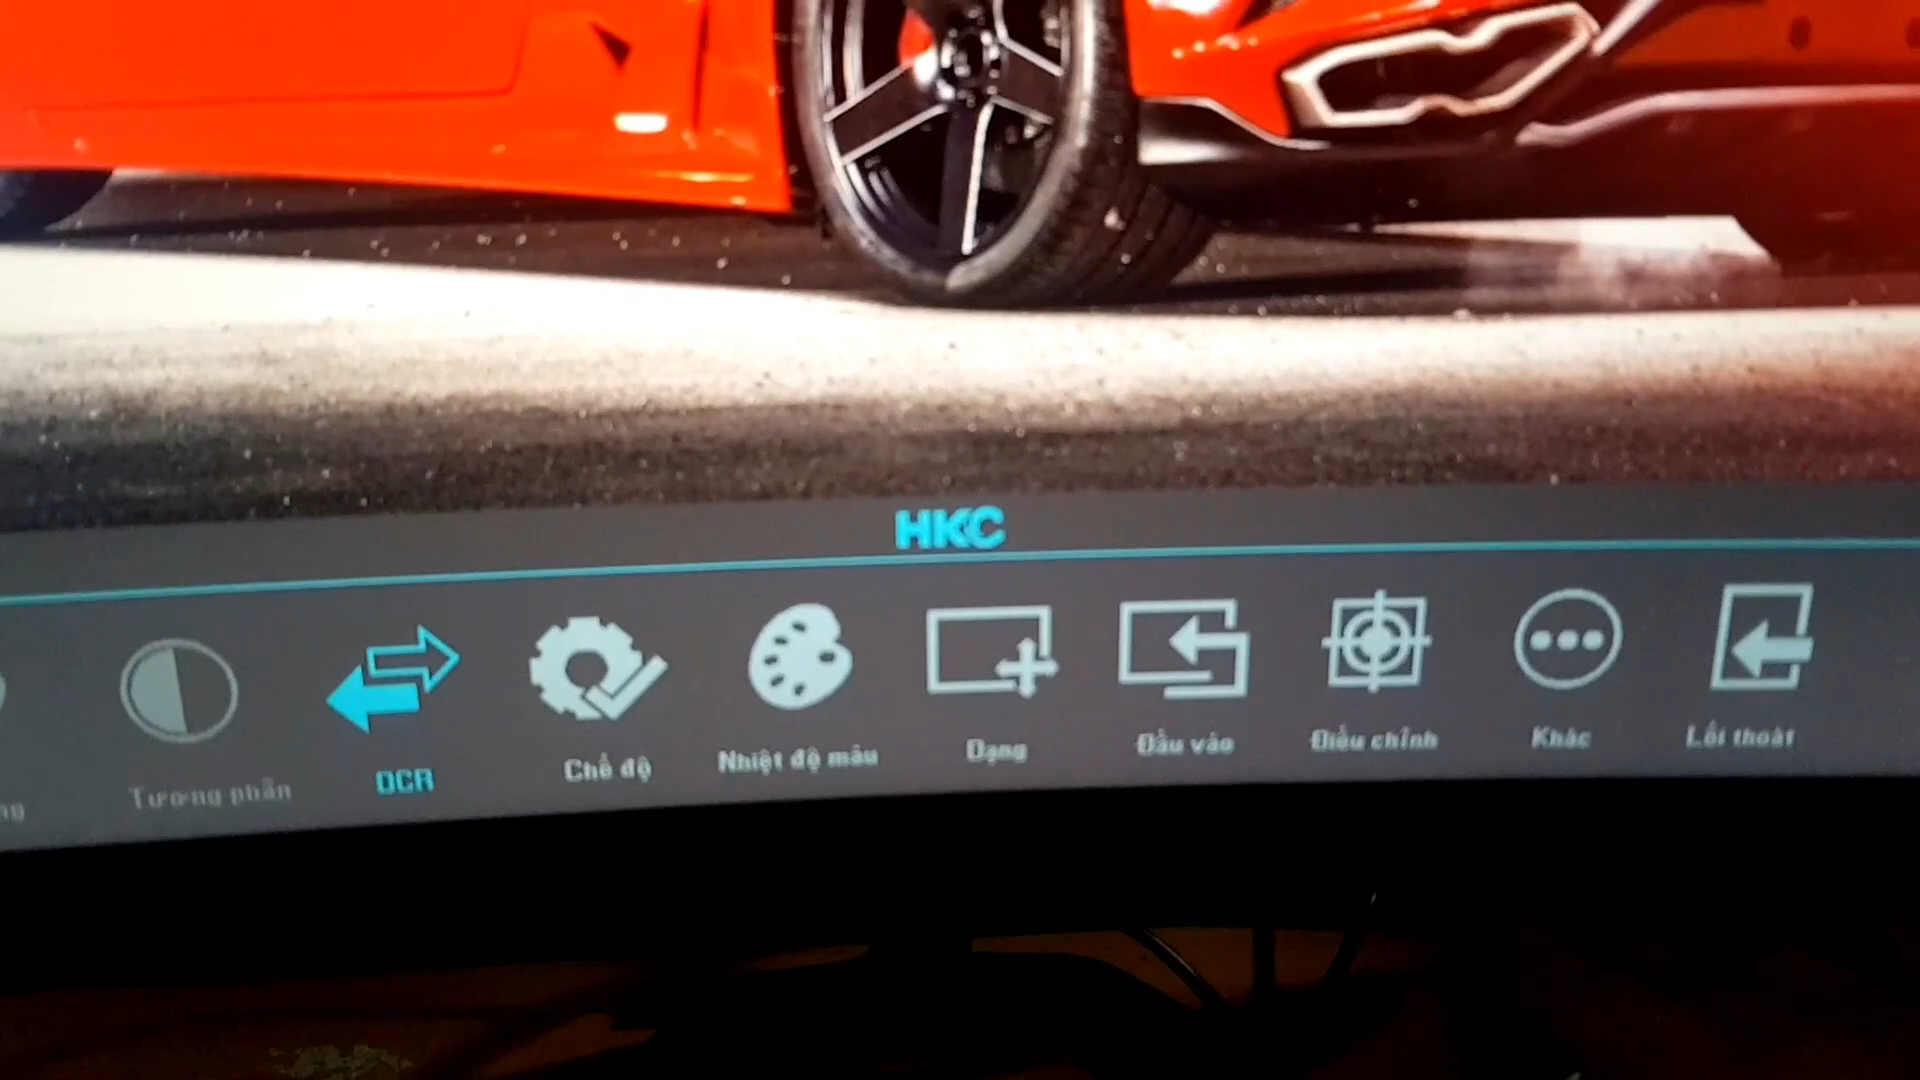 HKC
Tương phản
DCR
Chế độ
Nhiệt độ màu
Dạng
Đầu vào
Điều chỉnh
Khác
Lối thoát